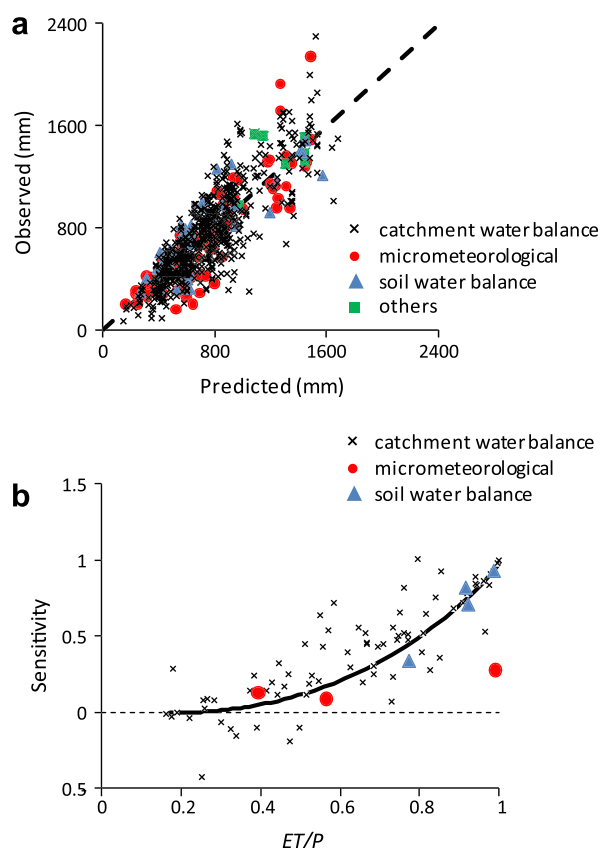 a
2400
1600
800
0
Observed (mm)
catchment water balance
micrometeorological
soil water balance
others
0 800 1600 2400
Predicted (mm)
catchment water balance
micrometeorological
soil water balance
b
1.5
1
0.5
0
0.5
Sensitivity
0 0.2 0.4 0.6 0.8 1
ET/P